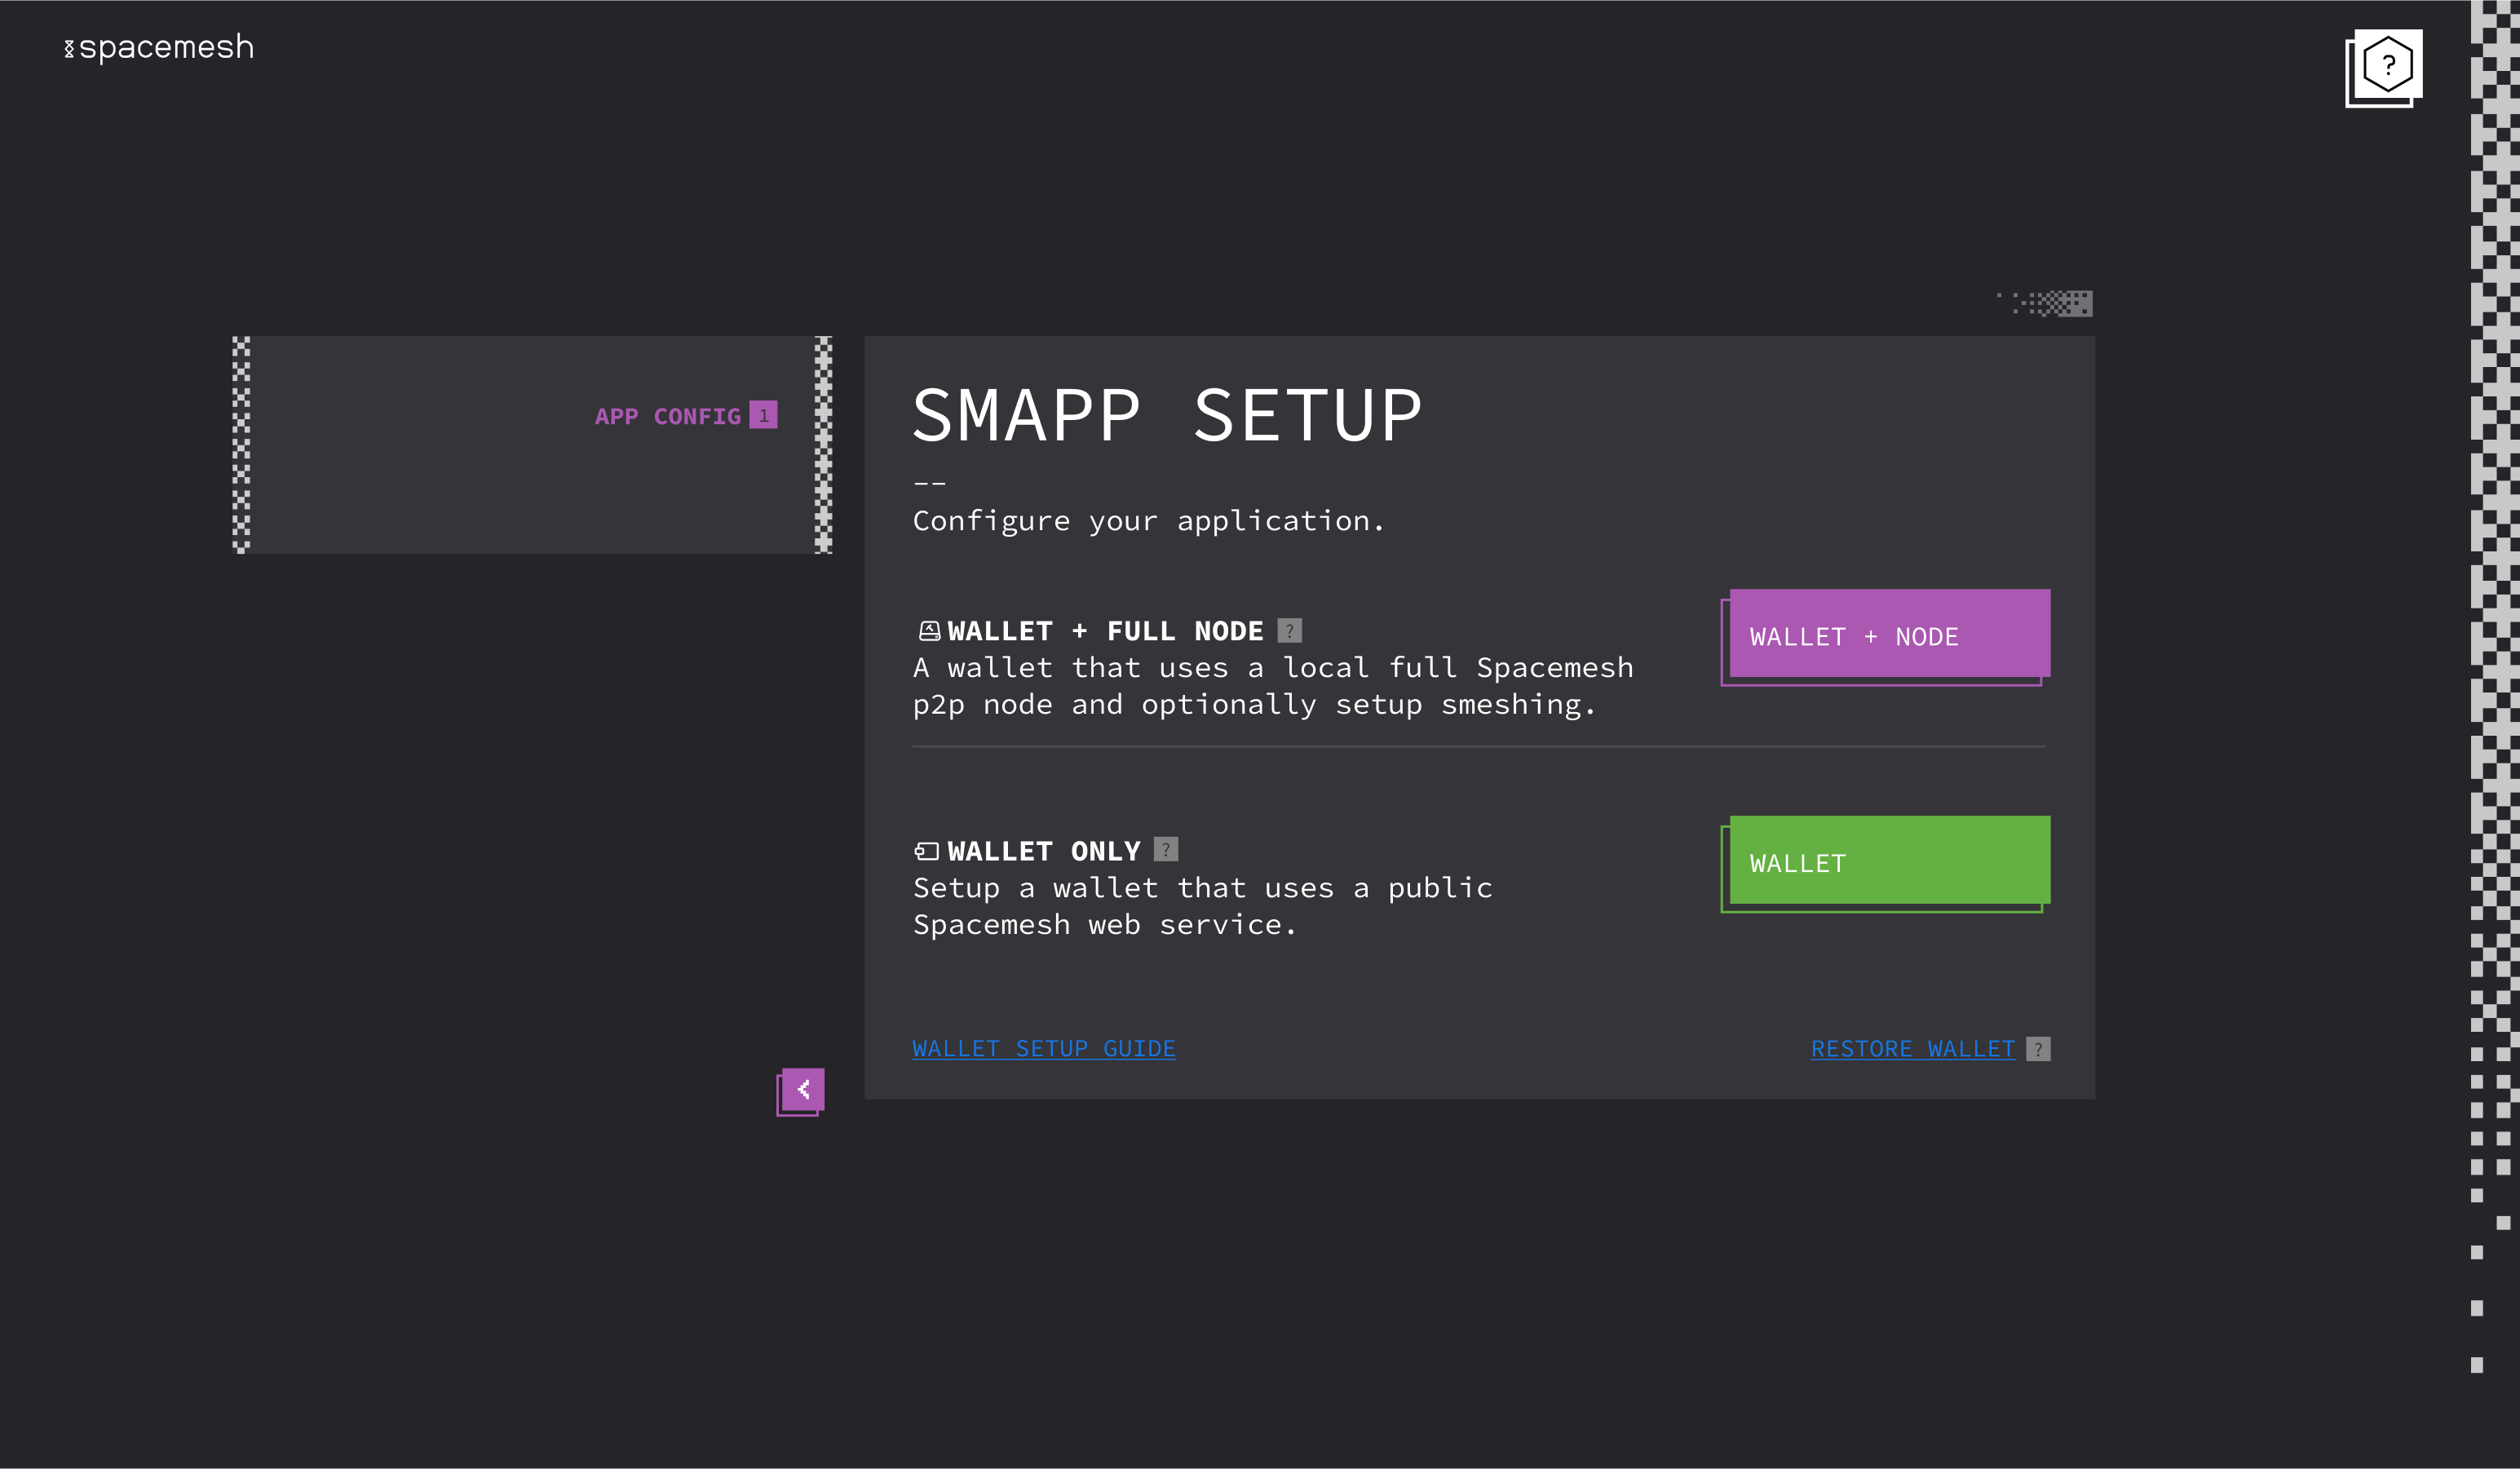 spacemesh
?
APP CONFIG 1
SMAPP SETUP
--
Configure your application.
WALLET + FULL NODE ?
A wallet that uses a local full Spacemesh
p2p node and optionally setup smeshing.
WALLET + NODE
WALLET ONLY ?
Setup a wallet that uses a public
Spacemesh web service.
WALLET
WALLET SETUP GUIDE
RESTORE WALLET ?